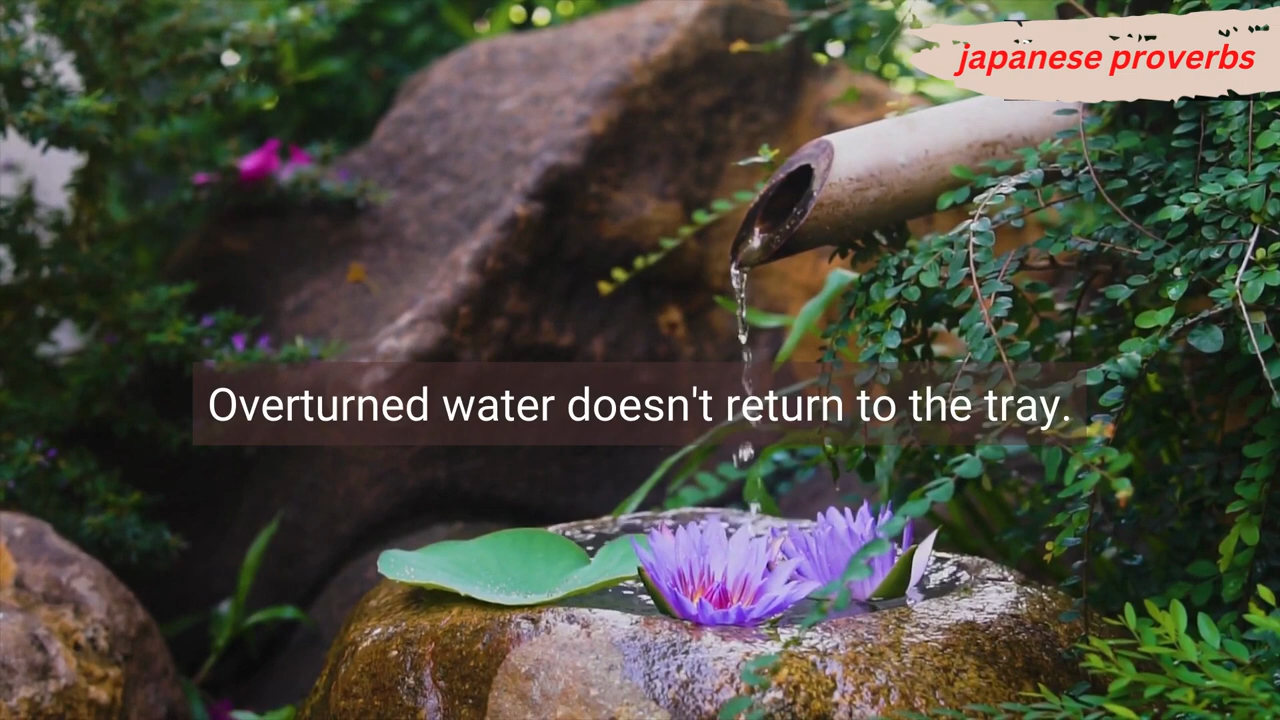 japanese proverbs
Overturned water doesn't return to the tray.